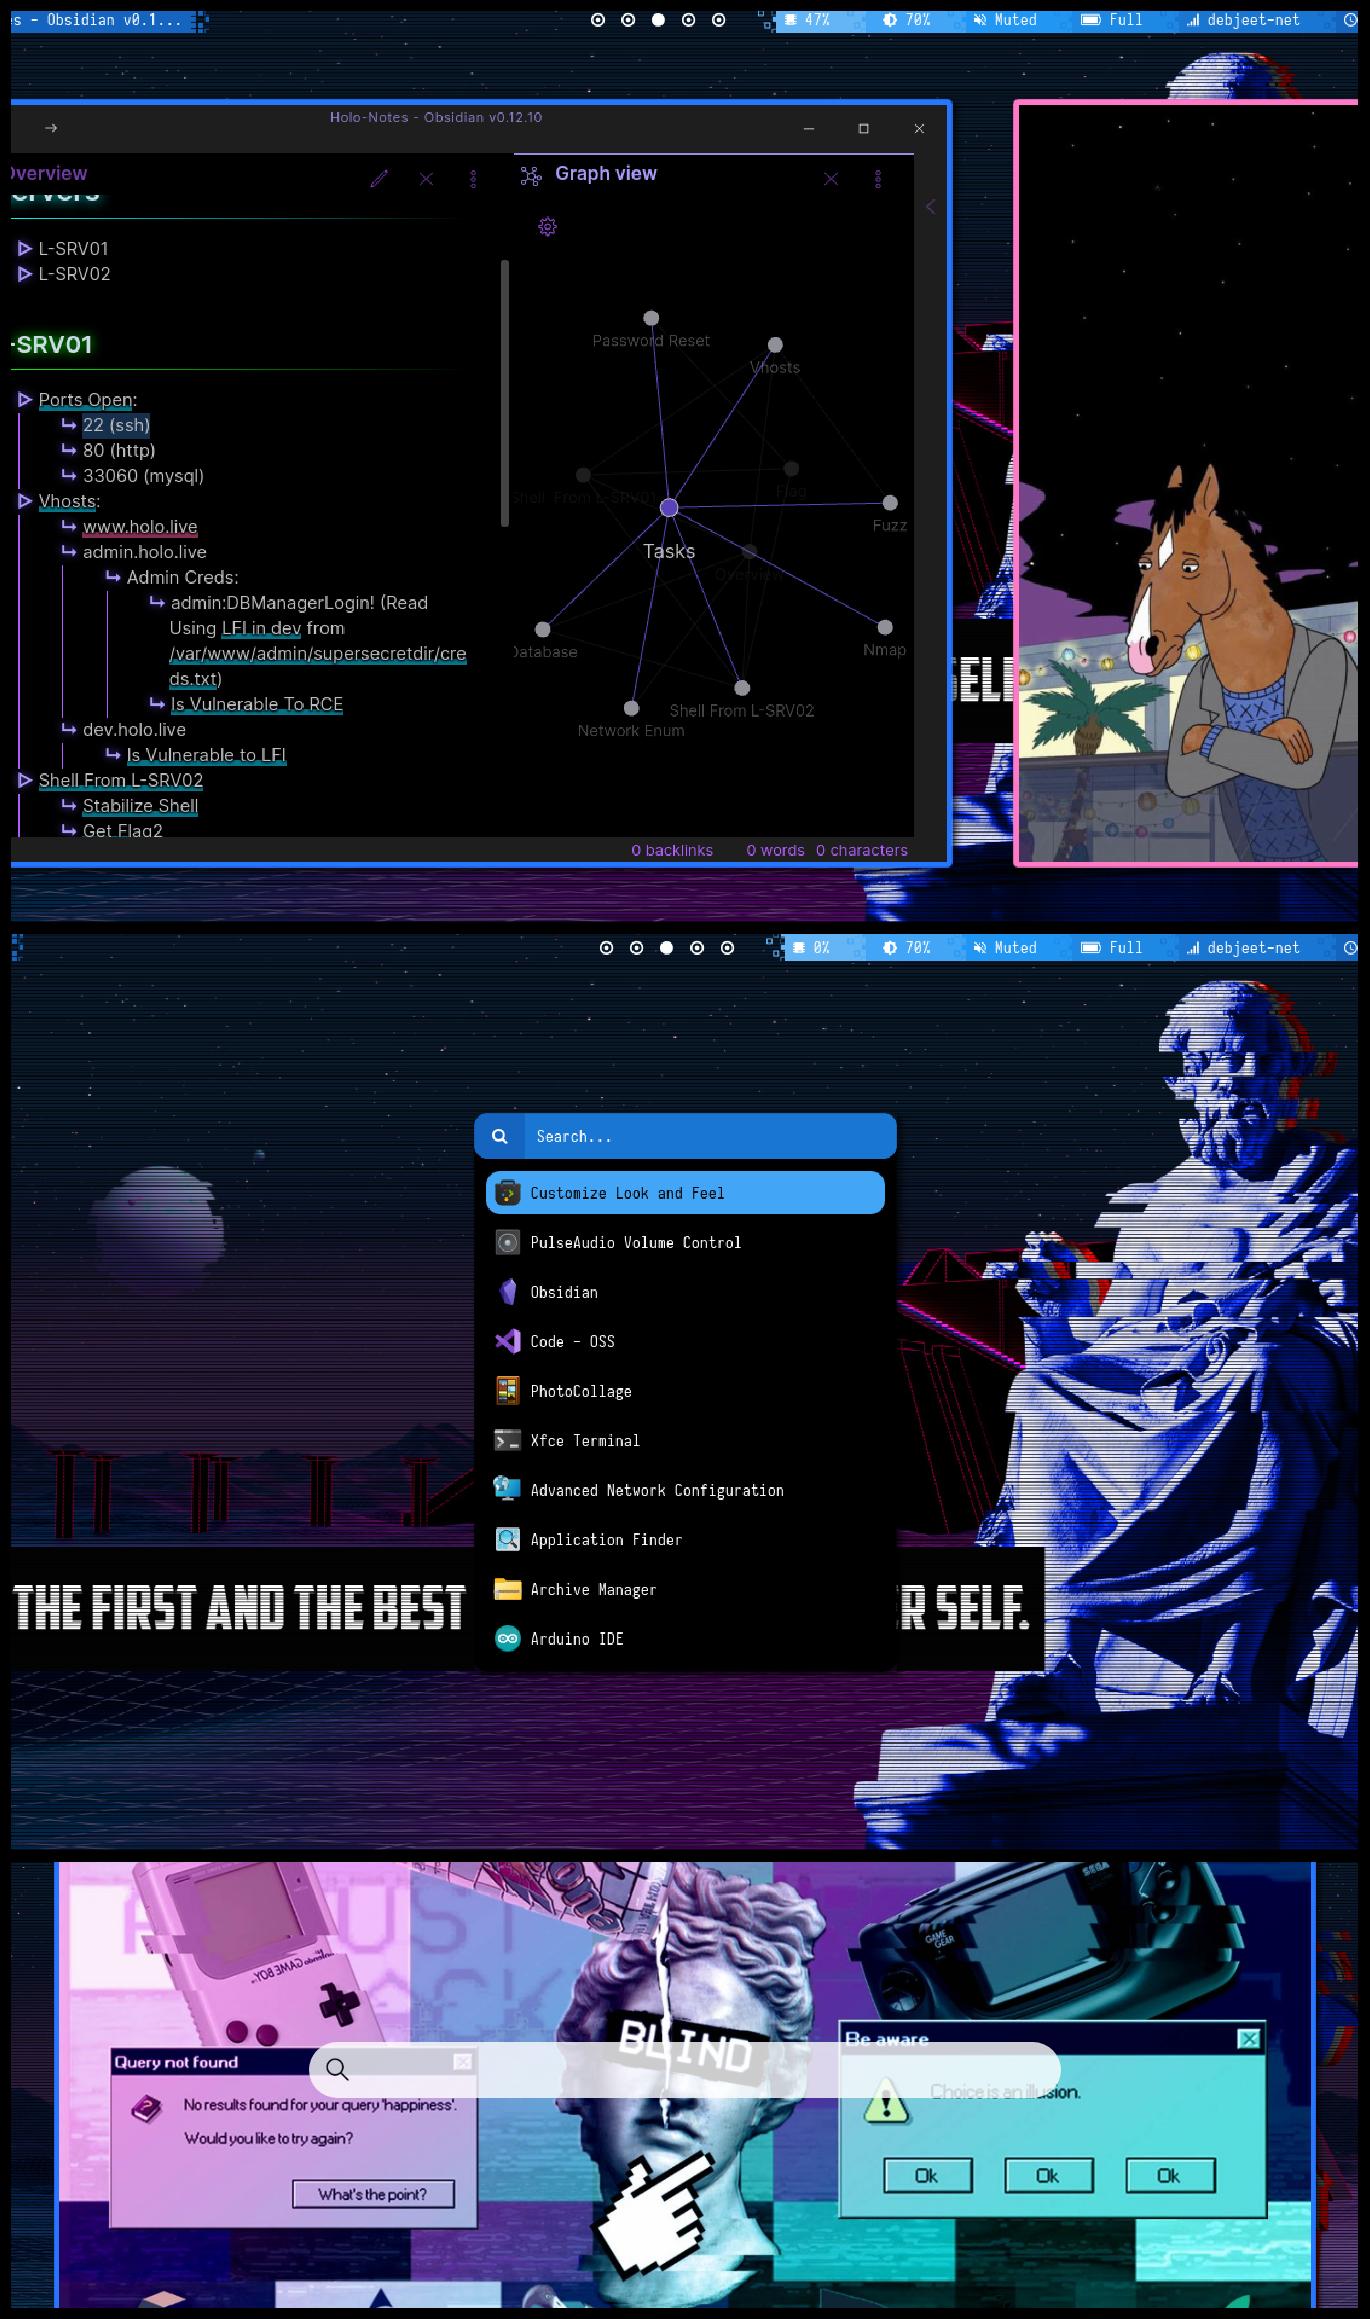 s - Obsidian v0.1...
47%
70%
Muted
Full
debjeet-net
Holo-Notes - Obsidian v0.12.10
Overview
Graph view
L-SRV01
L-SRV02
-SRV01
Ports Open:
22 (ssh)
80 (http)
33060 (mysql)
Vhosts:
www.holo.live
admin.holo.live
Admin Creds:
admin:DBManagerLogin! (Read
Using LFI in dev from
/var/www/admin/supersecretdir/cre
ds.txt)
Is Vulnerable To RCE
dev.holo.live
Is Vulnerable to LFI
Shell From L-SRV02
Stabilize Shell
Get Flag2
Password Reset
Vhosts
Shell From L-SRV01
Flag
Fuzz
Tasks
Overview
Database
Nmap
Shell From L-SRV02
Network Enum
0 backlinks
0 words
0 characters
SELF
0%
70%
Muted
Full
debjeet-net
Search...
Customize Look and Feel
PulseAudio Volume Control
Obsidian
Code - OSS
PhotoCollage
Xfce Terminal
Advanced Network Configuration
Application Finder
Archive Manager
Arduino IDE
THE FIRST AND THE BEST
R SELF.
Nintendo GAME BOY
SEGA
GAME GEAR
BLIND
Query not found
No results found for your query 'happiness'.
Would you like to try again?
What's the point?
Be aware
Choice is an illusion.
Ok
Ok
Ok